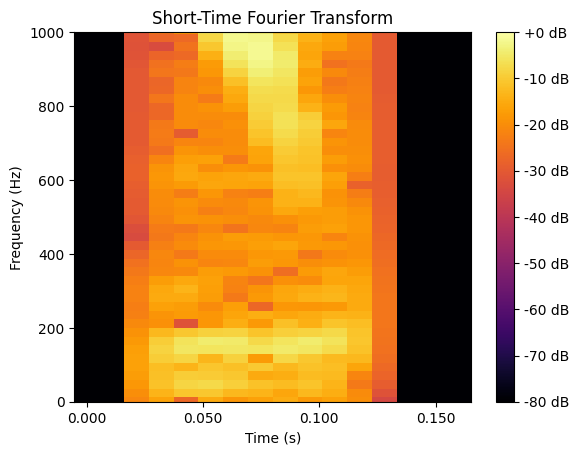 Short-Time Fourier Transform
1000
800
600
400
200
0
Frequency (Hz)
0.000
0.050
0.100
0.150
Time (s)
+0 dB
-10 dB
-20 dB
-30 dB
-40 dB
-50 dB
-60 dB
-70 dB
-80 dB